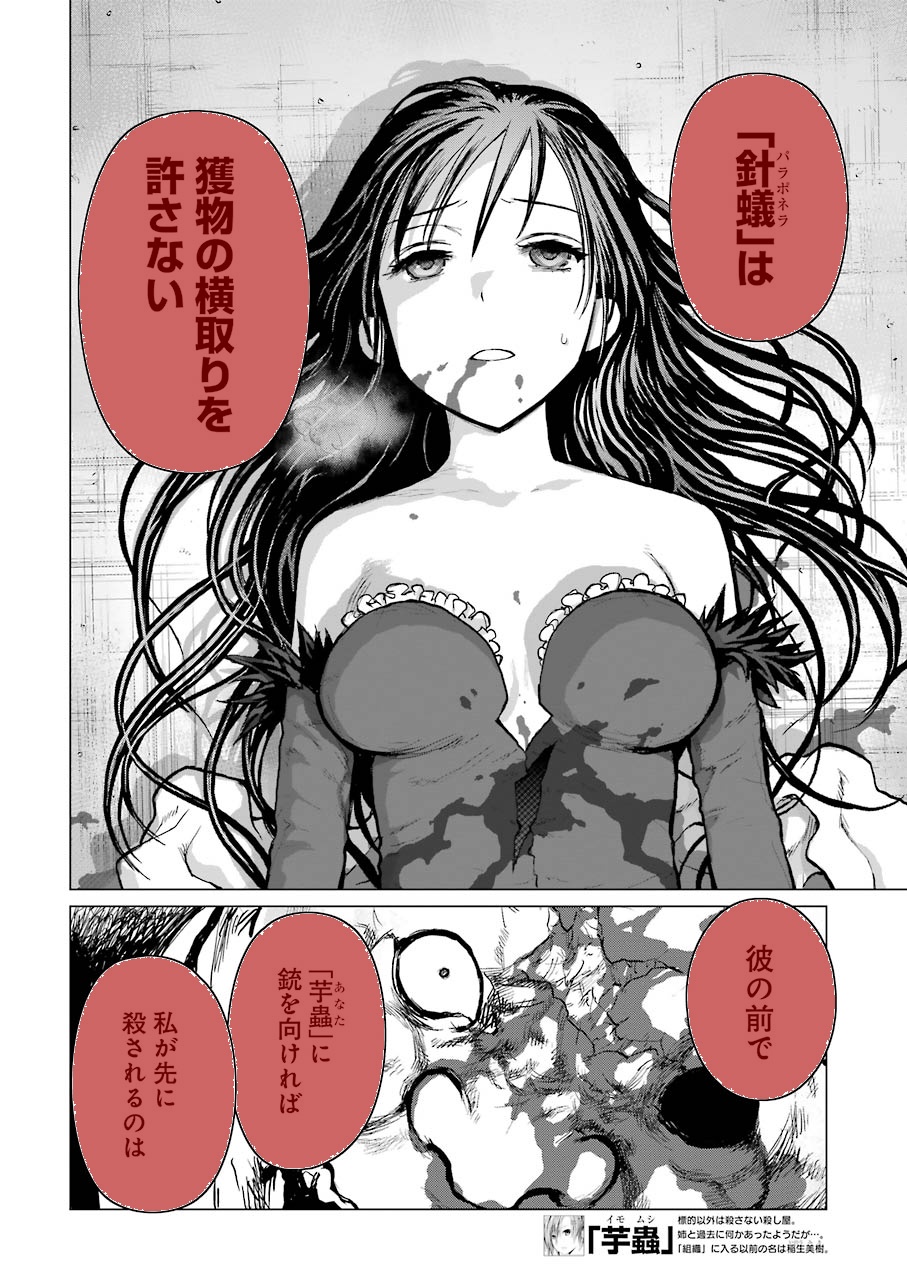 「針蟻」は
パラポネラ
獲物の横取りを
許さない
彼の前で
「芋蟲」に
あなた
銃を向ければ
私が先に
殺されるのは
「芋蟲」
イモ ムシ
標的以外は殺さない殺し屋。
姉と過去に何かあったようだが…。
「組織」に入る以前の名は稲生美樹。